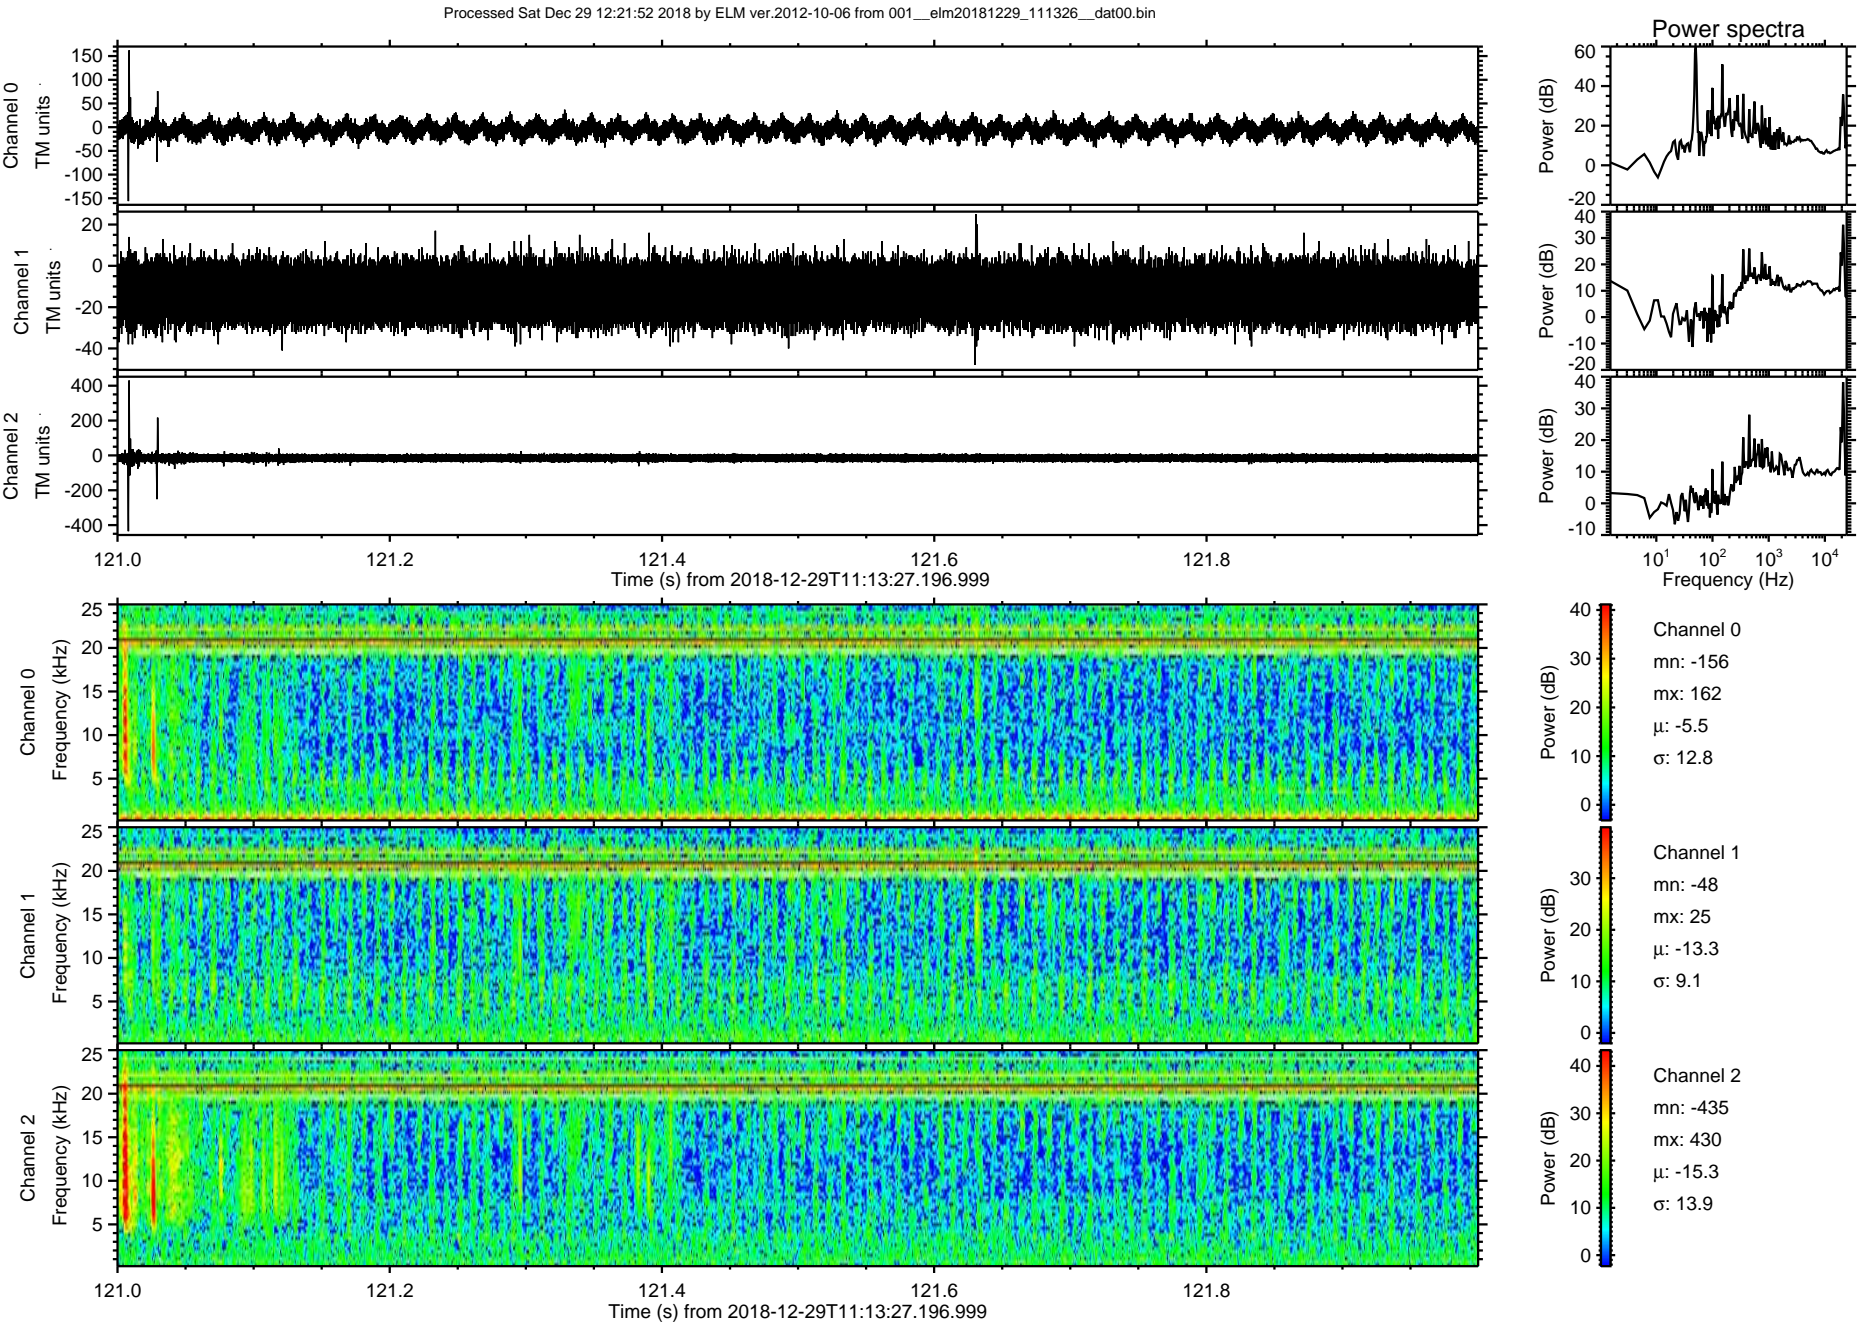 Processed Sat Dec 29 12:21:52 2018 by ELM ver.2012-10-06 from 001__elm20181229_111326__dat00.bin
Power spectra
Channel 0
TM units
150
100
50
0
-50
-100
-150
Power (dB)
60
40
20
0
-20
Channel 1
TM units
20
0
-20
-40
Power (dB)
40
30
20
10
0
-10
-20
Channel 2
TM units
400
200
0
-200
-400
Power (dB)
40
30
20
10
0
-10
121.0 121.2 121.4 121.6 121.8
Time (s) from 2018-12-29T11:13:27.196.999
10¹ 10² 10³ 10⁴
Frequency (Hz)
Channel 0
Frequency (kHz)
25
20
15
10
5
Power (dB)
40
30
20
10
0
Channel 0
mn: -156
mx: 162
μ: -5.5
σ: 12.8
Channel 1
Frequency (kHz)
25
20
15
10
5
Power (dB)
30
20
10
0
Channel 1
mn: -48
mx: 25
μ: -13.3
σ: 9.1
Channel 2
Frequency (kHz)
25
20
15
10
5
Power (dB)
40
30
20
10
0
Channel 2
mn: -435
mx: 430
μ: -15.3
σ: 13.9
121.0 121.2 121.4 121.6 121.8
Time (s) from 2018-12-29T11:13:27.196.999